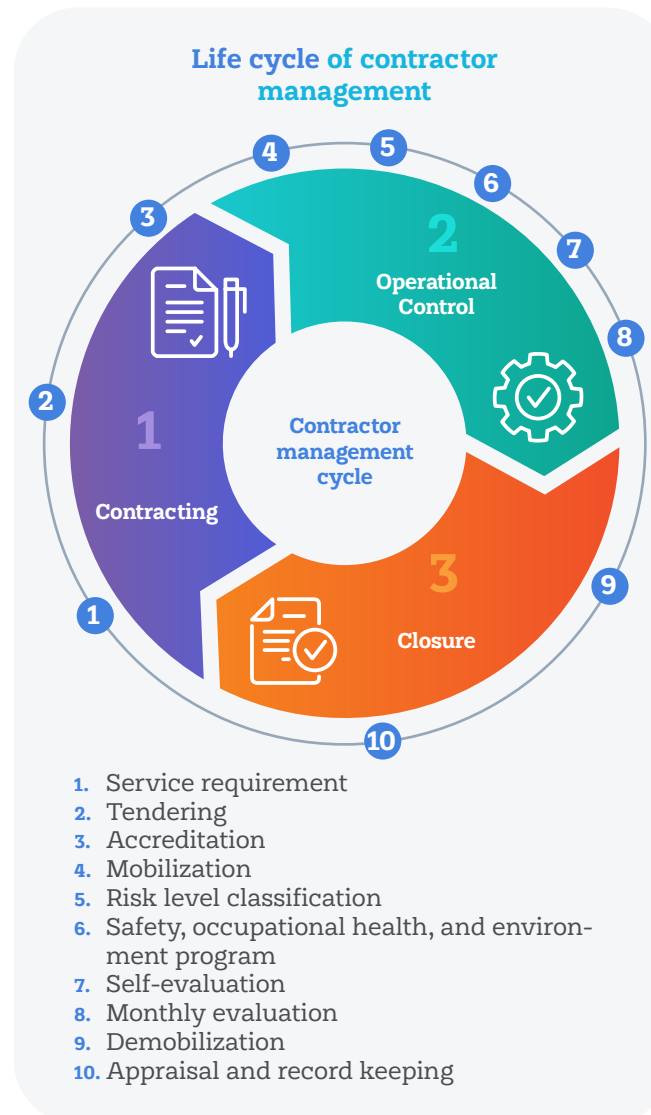 Life cycle of contractor
management
4
5
6
3
7
2
Operational
Control
8
2
1
Contracting
Contractor
management
cycle
3
Closure
9
1
10
1. Service requirement
2. Tendering
3. Accreditation
4. Mobilization
5. Risk level classification
6. Safety, occupational health, and environ-
ment program
7. Self-evaluation
8. Monthly evaluation
9. Demobilization
10. Appraisal and record keeping